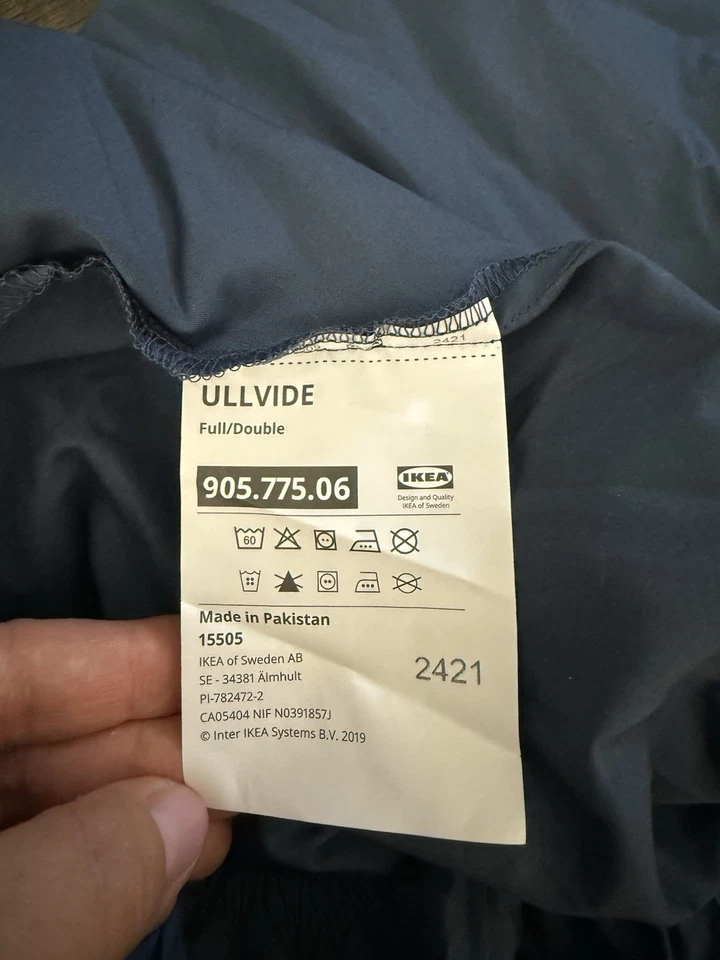 2421
ULLVIDE
Full/Double
905.775.06
IKEA
Design and Quality
IKEA of Sweden
60
Made in Pakistan
15505
IKEA of Sweden AB
SE - 34381 Älmhult
PI-782472-2
CA05404 NIF N0391857J
© Inter IKEA Systems B.V. 2019
2421